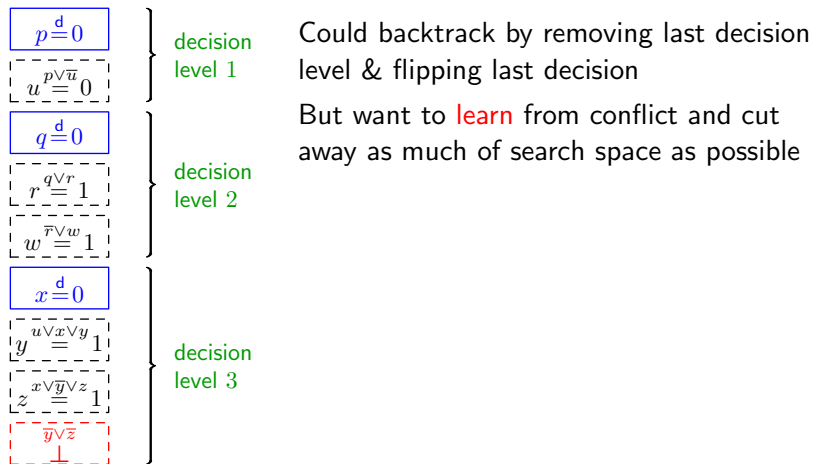 p =d 0
u =p∨u̅ 0
decision
level 1
q =d 0
r =q∨r 1
w =r̅∨w 1
decision
level 2
x =d 0
y =u∨x∨y 1
z =x∨y̅∨z 1
y̅∨z̅
⊥
decision
level 3
Could backtrack by removing last decision
level & flipping last decision
But want to learn from conflict and cut
away as much of search space as possible